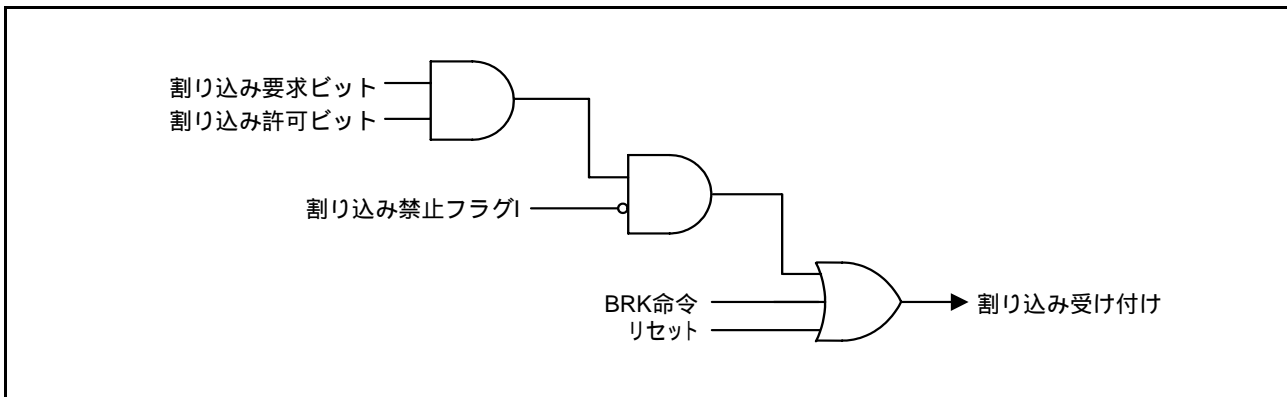 割り込み要求ビット
割り込み許可ビット
割り込み禁止フラグI
BRK命令
リセット
割り込み受け付け